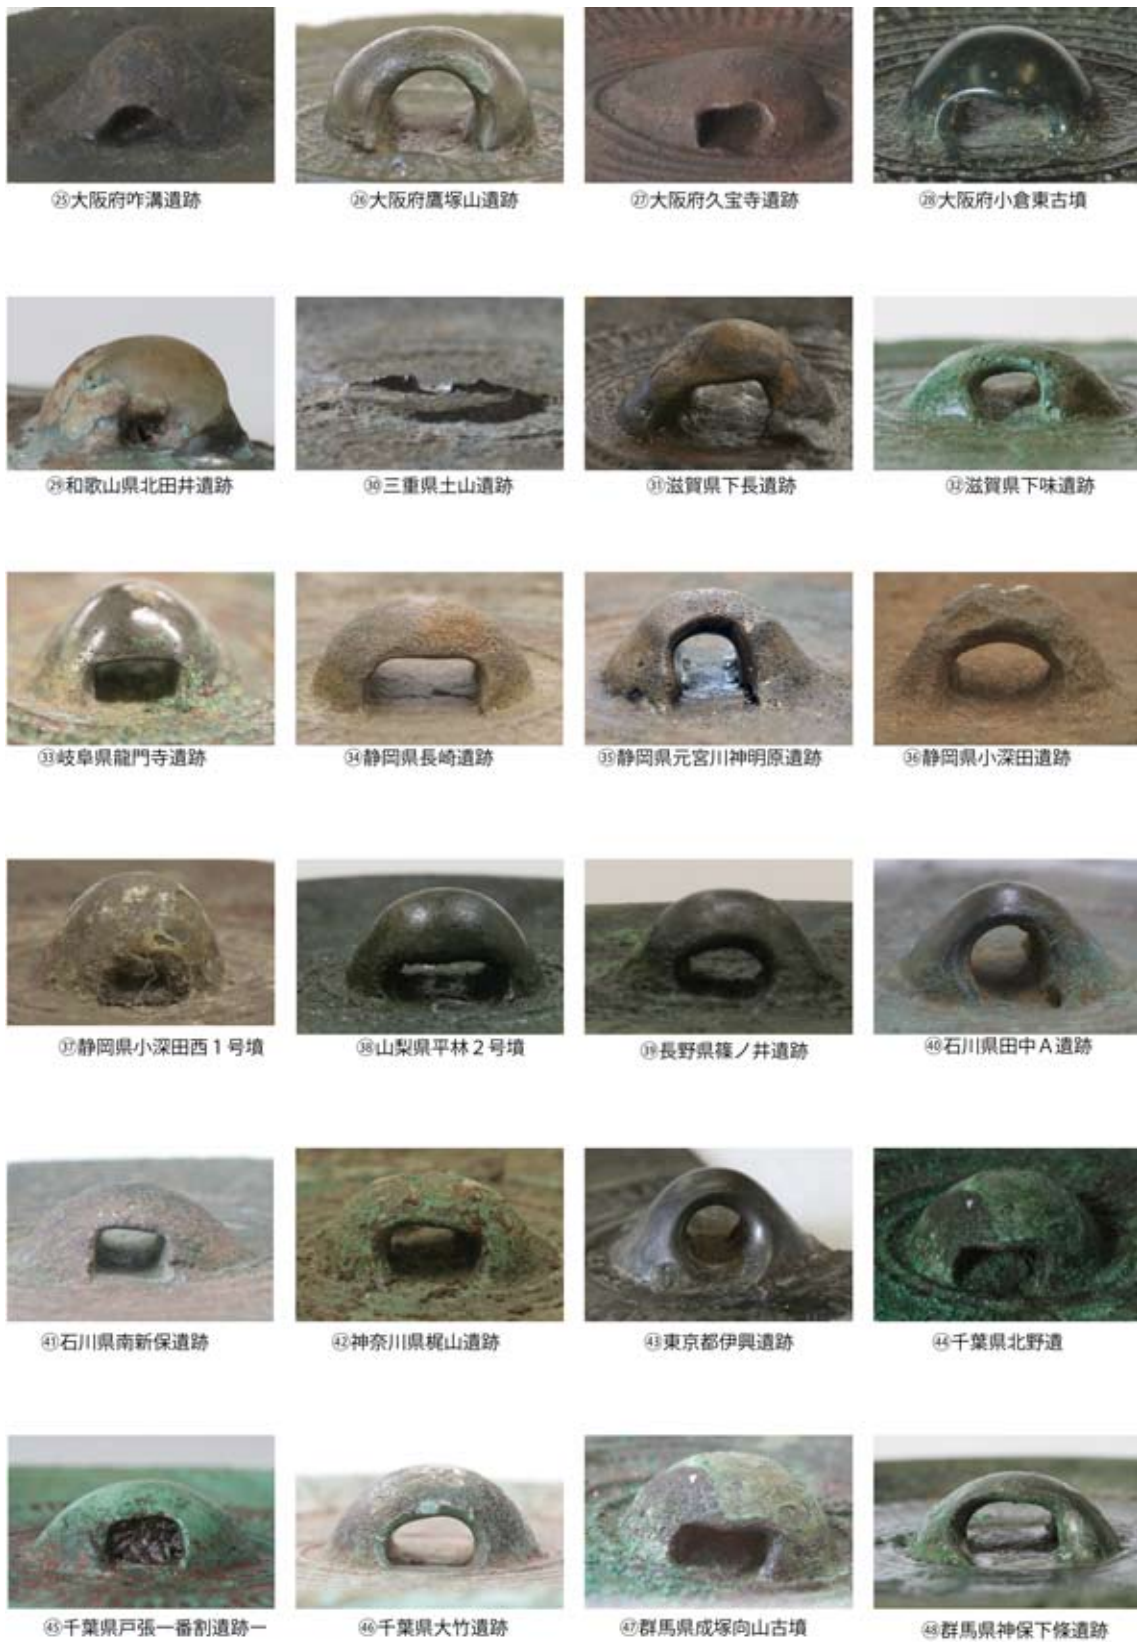 ㉕大阪府咋溝遺跡
㉖大阪府鷹塚山遺跡
㉗大阪府久宝寺遺跡
㉘大阪府小倉東古墳
㉙和歌山県北田井遺跡
㉚三重県土山遺跡
㉛滋賀県下長遺跡
㉜滋賀県下味遺跡
㉝岐阜県龍門寺遺跡
㉞静岡県長崎遺跡
㉟静岡県元宮川神明原遺跡
㊱静岡県小深田遺跡
㊲静岡県小深田西１号墳
㊳山梨県平林２号墳
㊴長野県篠ノ井遺跡
㊵石川県田中Ａ遺跡
㊶石川県南新保遺跡
㊷神奈川県梶山遺跡
㊸東京都伊興遺跡
㊹千葉県北野遺
㊺千葉県戸張一番割遺跡一
㊻千葉県大竹遺跡
㊼群馬県成塚向山古墳
㊽群馬県神保下條遺跡